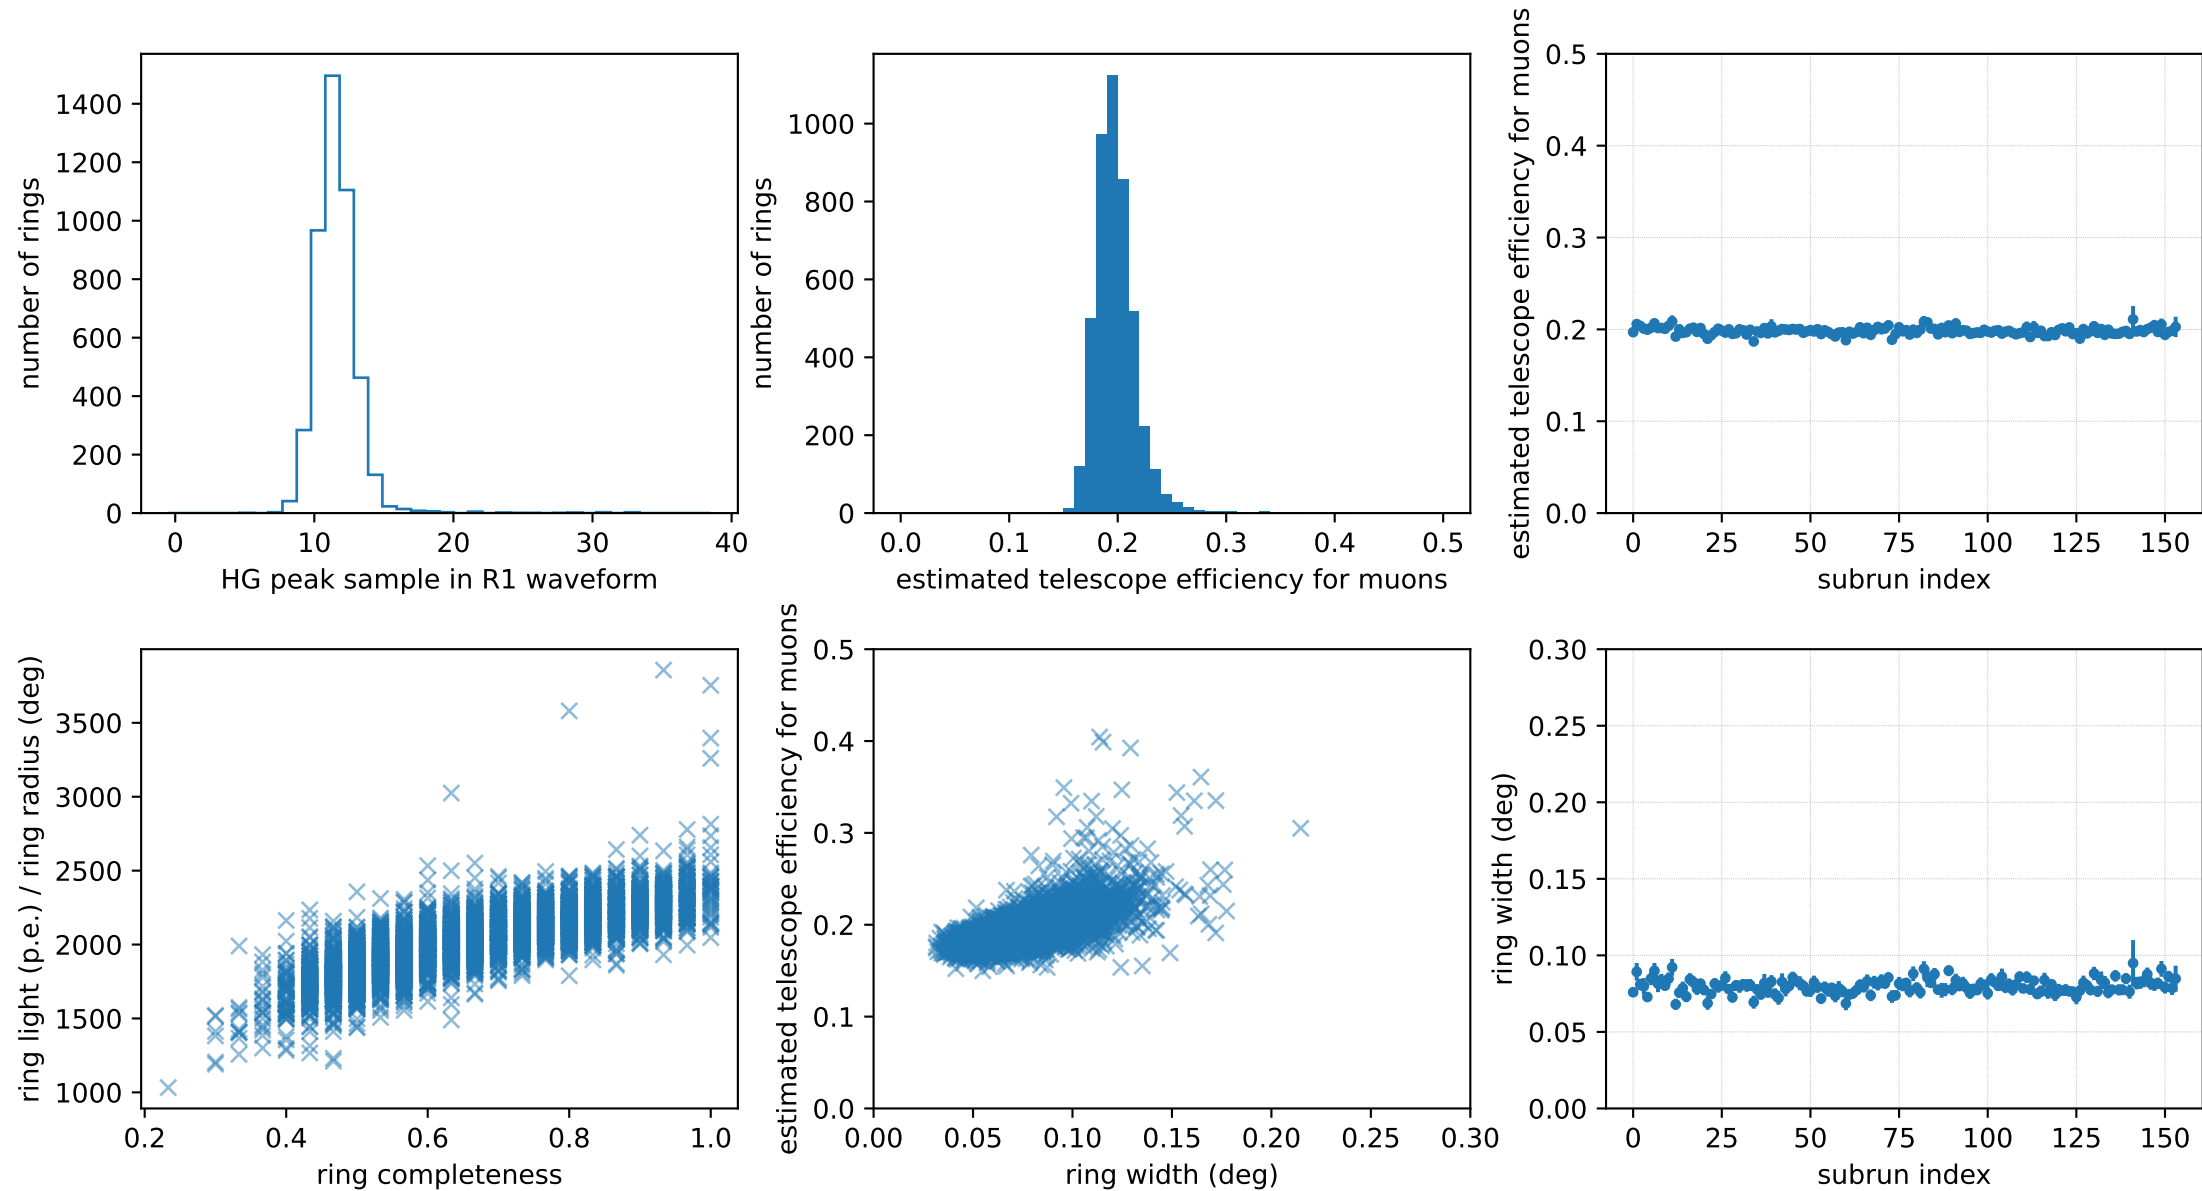 number of rings
1400
1200
1000
800
600
400
200
0
0 10 20 30 40
HG peak sample in R1 waveform
number of rings
1000
800
600
400
200
0
0.0 0.1 0.2 0.3 0.4 0.5
estimated telescope efficiency for muons
estimated telescope efficiency for muons
0.5
0.4
0.3
0.2
0.1
0.0
0 25 50 75 100 125 150
subrun index
ring light (p.e.) / ring radius (deg)
3500
3000
2500
2000
1500
1000
0.2 0.4 0.6 0.8 1.0
ring completeness
estimated telescope efficiency for muons
0.5
0.4
0.3
0.2
0.1
0.0
0.00 0.05 0.10 0.15 0.20 0.25 0.30
ring width (deg)
ring width (deg)
0.30
0.25
0.20
0.15
0.10
0.05
0.00
0 25 50 75 100 125 150
subrun index